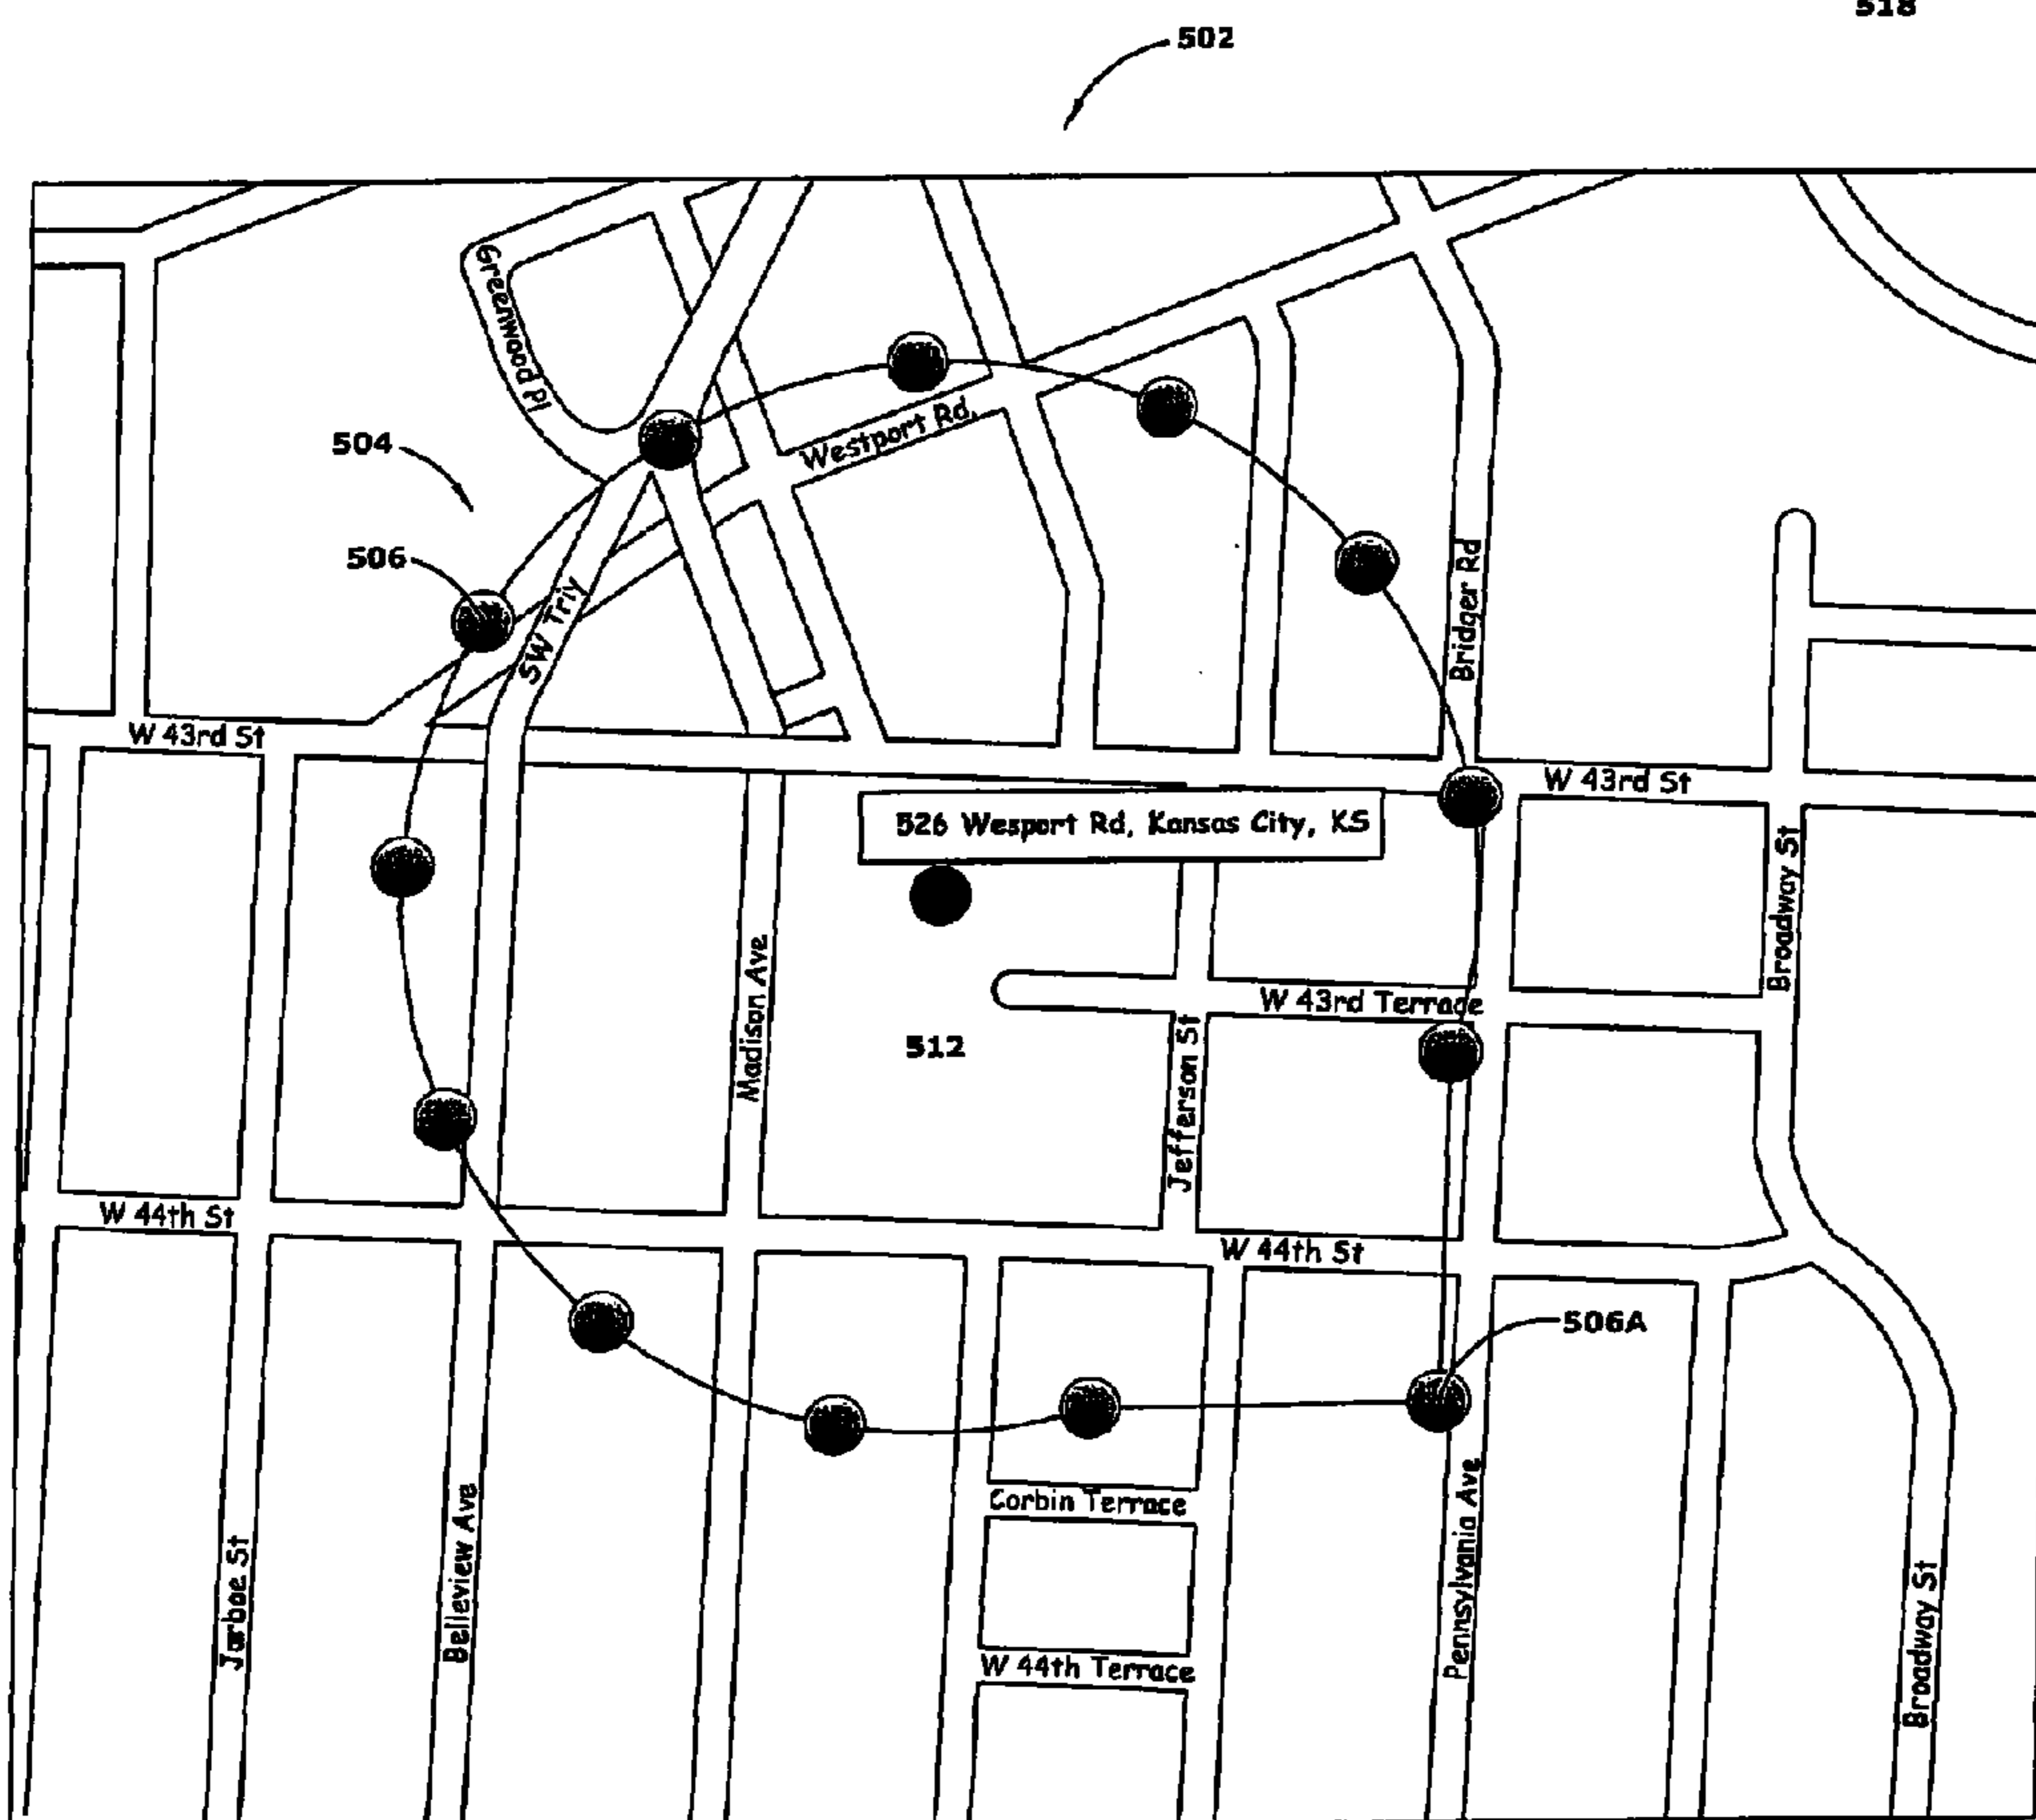 518
502
Greenwood Pl
504
Westport Rd.
506
SW Triy
Bridger Rd
W 43rd St
W 43rd St
526 Wesport Rd, Kansas City, KS
Broadway St
Madison Ave
W 43rd Terrace
512
Jefferson St
W 44th St
W 44th St
506A
Corbin Terrace
Pennsylvania Ave
Belleview Ave
Jarboe St
W 44th Terrace
Broadway St